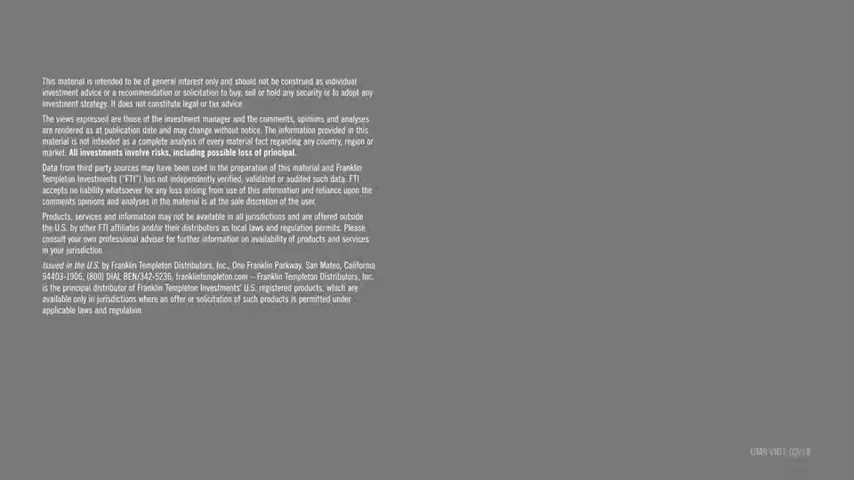 This material is intended to be of general interest only and should not be construed as individual
investment advice or a recommendation or solicitation to buy, sell or hold any security or to adopt any
investment strategy. It does not constitute legal or tax advice
The views expressed are those of the investment manager and the comments, opinions and analyses
are rendered as at publication date and may change without notice. The information provided in this
material is not intended as a complete analysis of every material fact regarding any country, region or
market. All investments involve risks, including possible loss of principal.
Data from third party sources may have been used in the preparation of this material and Franklin
Templeton Investments ("FTI") has not independently verified, validated or audited such data. FTI
accepts no liability whatsoever for any loss arising from use of this information and reliance upon the
comments opinions and analyses in the material is at the sole discretion of the user.
Products, services and information may not be available in all jurisdictions and are offered outside
the U.S. by other FTI affiliates and/or their distributors as local laws and regulation permits. Please
consult your own professional adviser for further information on availability of products and services
in your jurisdiction.
Issued in the U.S. by Franklin Templeton Distributors, Inc., One Franklin Parkway, San Mateo, California
94403-1906, (800) DIAL BEN/342-5236, franklintempleton.com – Franklin Templeton Distributors, Inc.
is the principal distributor of Franklin Templeton Investments' U.S. registered products, which are
available only in jurisdictions where an offer or solicitation of such products is permitted under
applicable laws and regulation